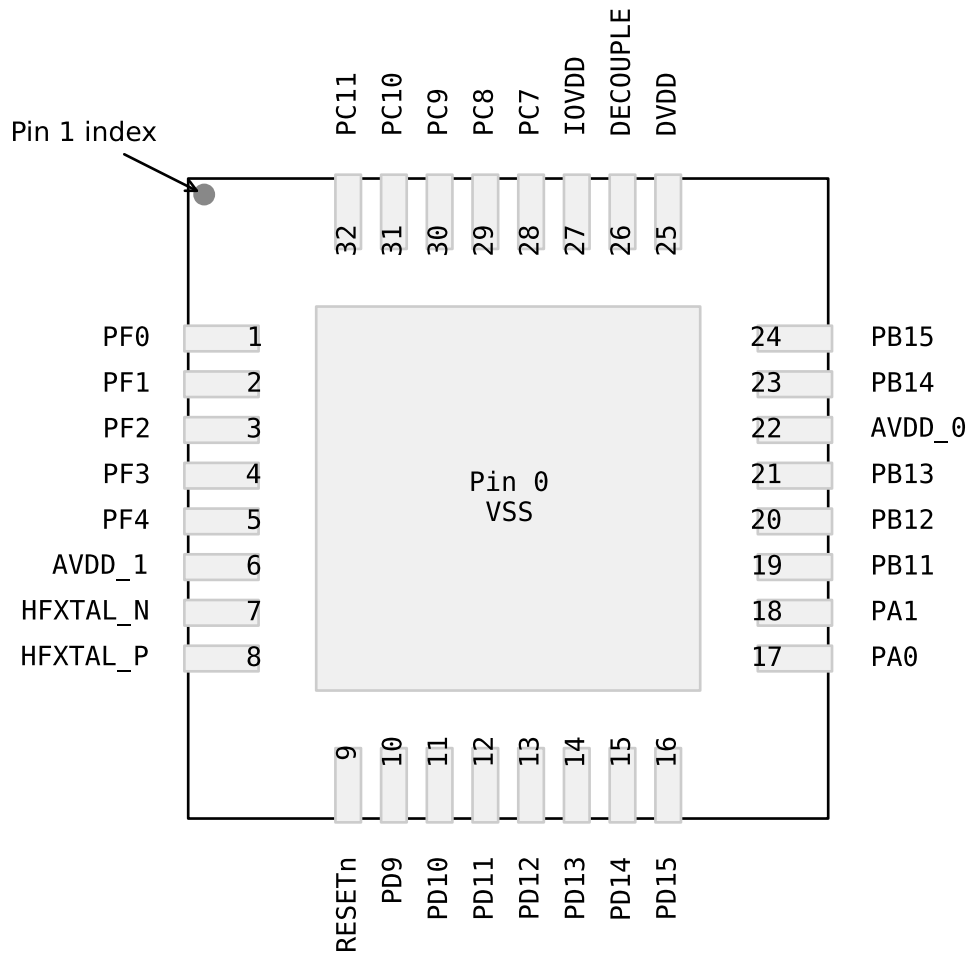 PC11
PC10
PC9
PC8
PC7
IOVDD
DECOUPLE
DVDD
Pin 1 index
32
31
30
29
28
27
26
25
PF0 1
24 PB15
PF1 2
23 PB14
PF2 3
22 AVDD_0
PF3 4
21 PB13
Pin 0
VSS
PF4 5
20 PB12
AVDD_1 6
19 PB11
HFXTAL_N 7
18 PA1
HFXTAL_P 8
17 PA0
9
10
11
12
13
14
15
16
RESETn
PD9
PD10
PD11
PD12
PD13
PD14
PD15